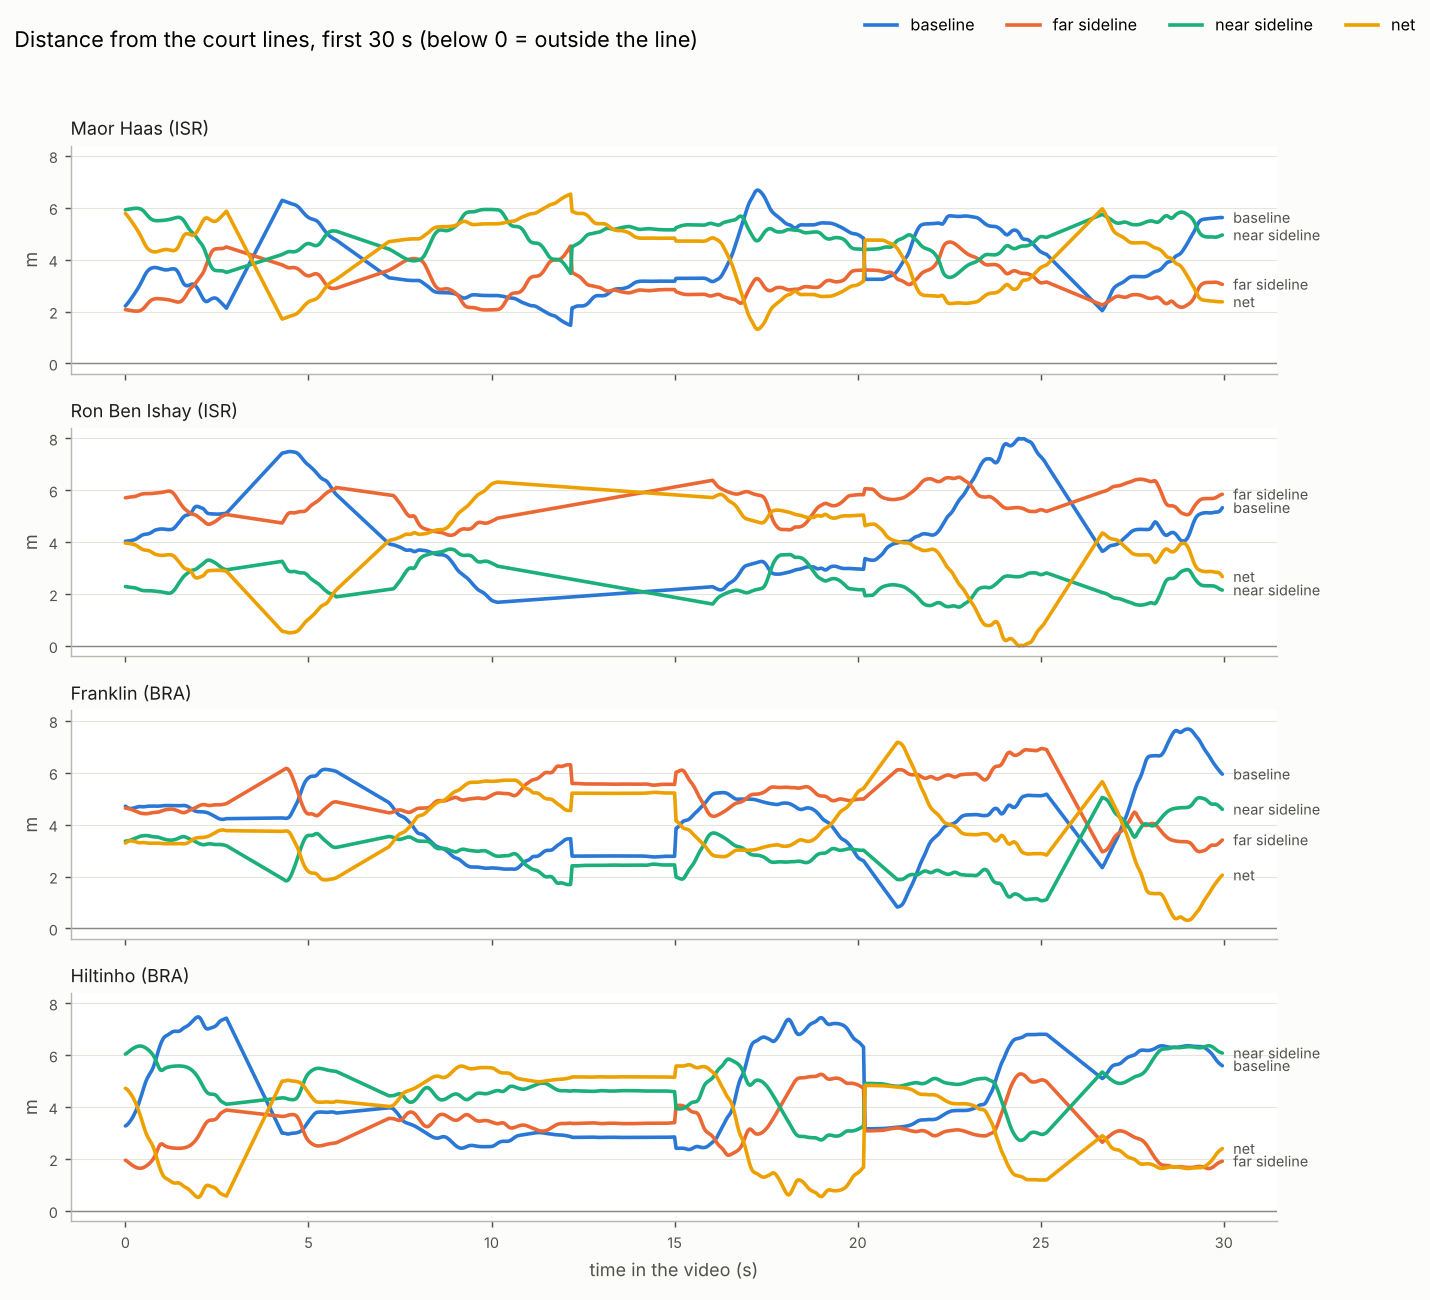 Distance from the court lines, first 30 s (below 0 = outside the line)
baseline far sideline near sideline net
Maor Haas (ISR)
8
6
4
2
0
m
baseline
near sideline
far sideline
net
Ron Ben Ishay (ISR)
8
6
4
2
0
m
far sideline
baseline
net
near sideline
Franklin (BRA)
8
6
4
2
0
m
baseline
near sideline
far sideline
net
Hiltinho (BRA)
8
6
4
2
0
m
near sideline
baseline
net
far sideline
0 5 10 15 20 25 30
time in the video (s)